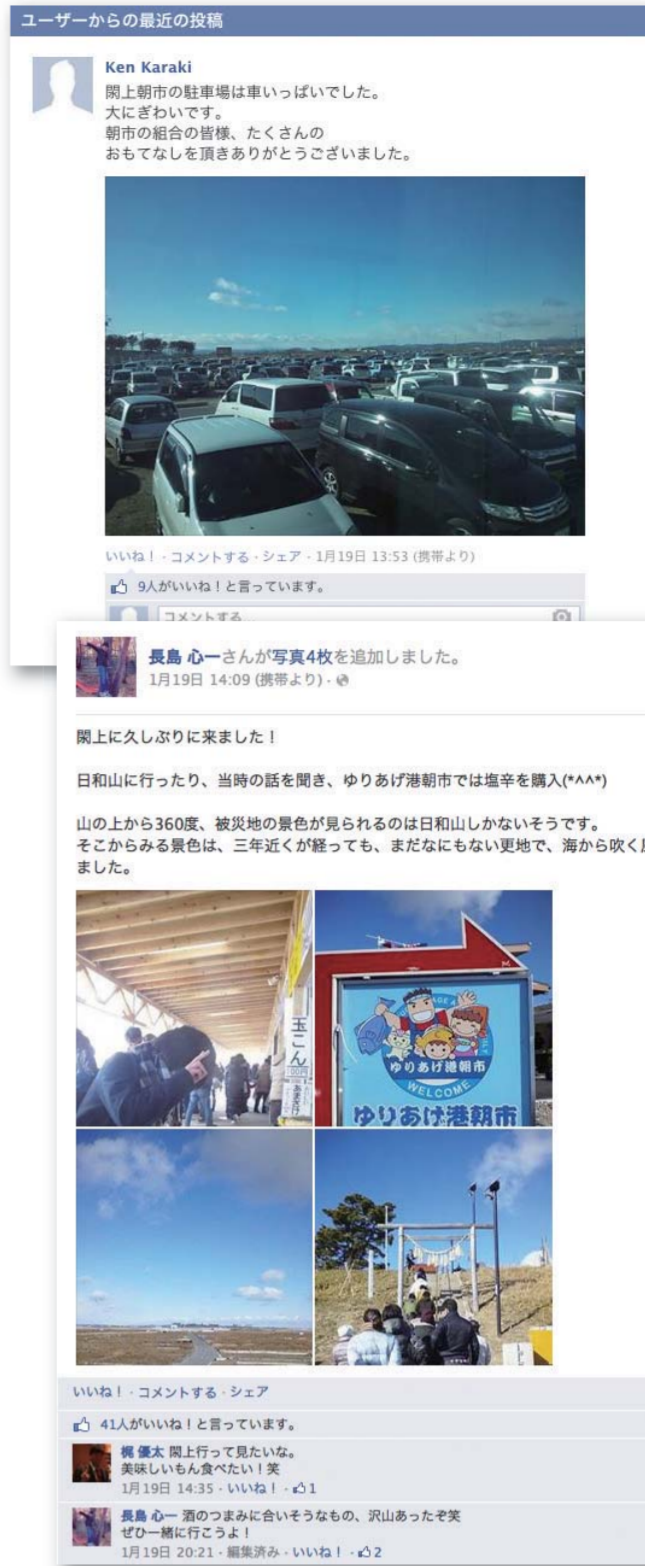 ユーザーからの最近の投稿
Ken Karaki
閖上朝市の駐車場は車いっぱいでした。
大にぎわいです。
朝市の組合の皆様、たくさんの
おもてなしを頂きありがとうございました。
いいね！ · コメントする · シェア · 1月19日 13:53 (携帯より)
9人がいいね！と言っています。
コメントする
長島 心一さんが写真4枚を追加しました。
1月19日 14:09 (携帯より) ·
閖上に久しぶりに来ました！
日和山に行ったり、当時の話を聞き、ゆりあげ港朝市では塩辛を購入(*^^*)
山の上から360度、被災地の景色が見られるのは日和山しかないそうです。
そこからみる景色は、三年近くが経っても、まだなにもない更地で、海から吹く
ました。
玉こん
100円
あまざけ
ゆりあげ港朝市
WELCOME
ゆりあげ港朝市
いいね！ · コメントする · シェア
41人がいいね！と言っています。
梶 優太 閖上行って見たいな。
美味しいもん食べたい！笑
1月19日 14:35 · いいね！ · 1
長島 心一 酒のつまみに合いそうなもの、沢山あったぞ笑
ぜひ一緒に行こうよ！
1月19日 20:21 · 編集済み · いいね！ · 2